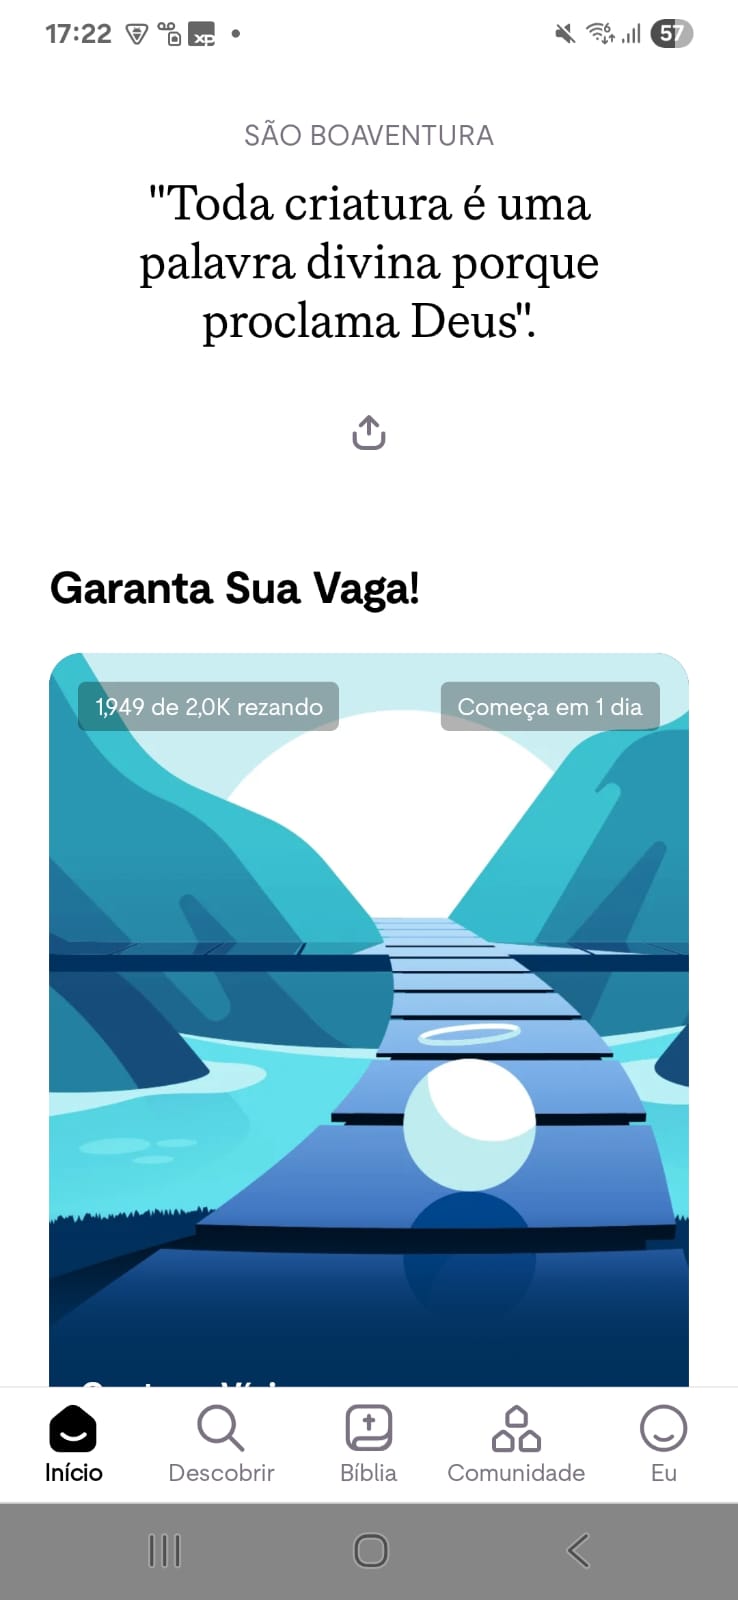 17:22
xp
57
SÃO BOAVENTURA
"Toda criatura é uma
palavra divina porque
proclama Deus".
Garanta Sua Vaga!
1,949 de 2,0K rezando
Começa em 1 dia
Início
Descobrir
Bíblia
Comunidade
Eu